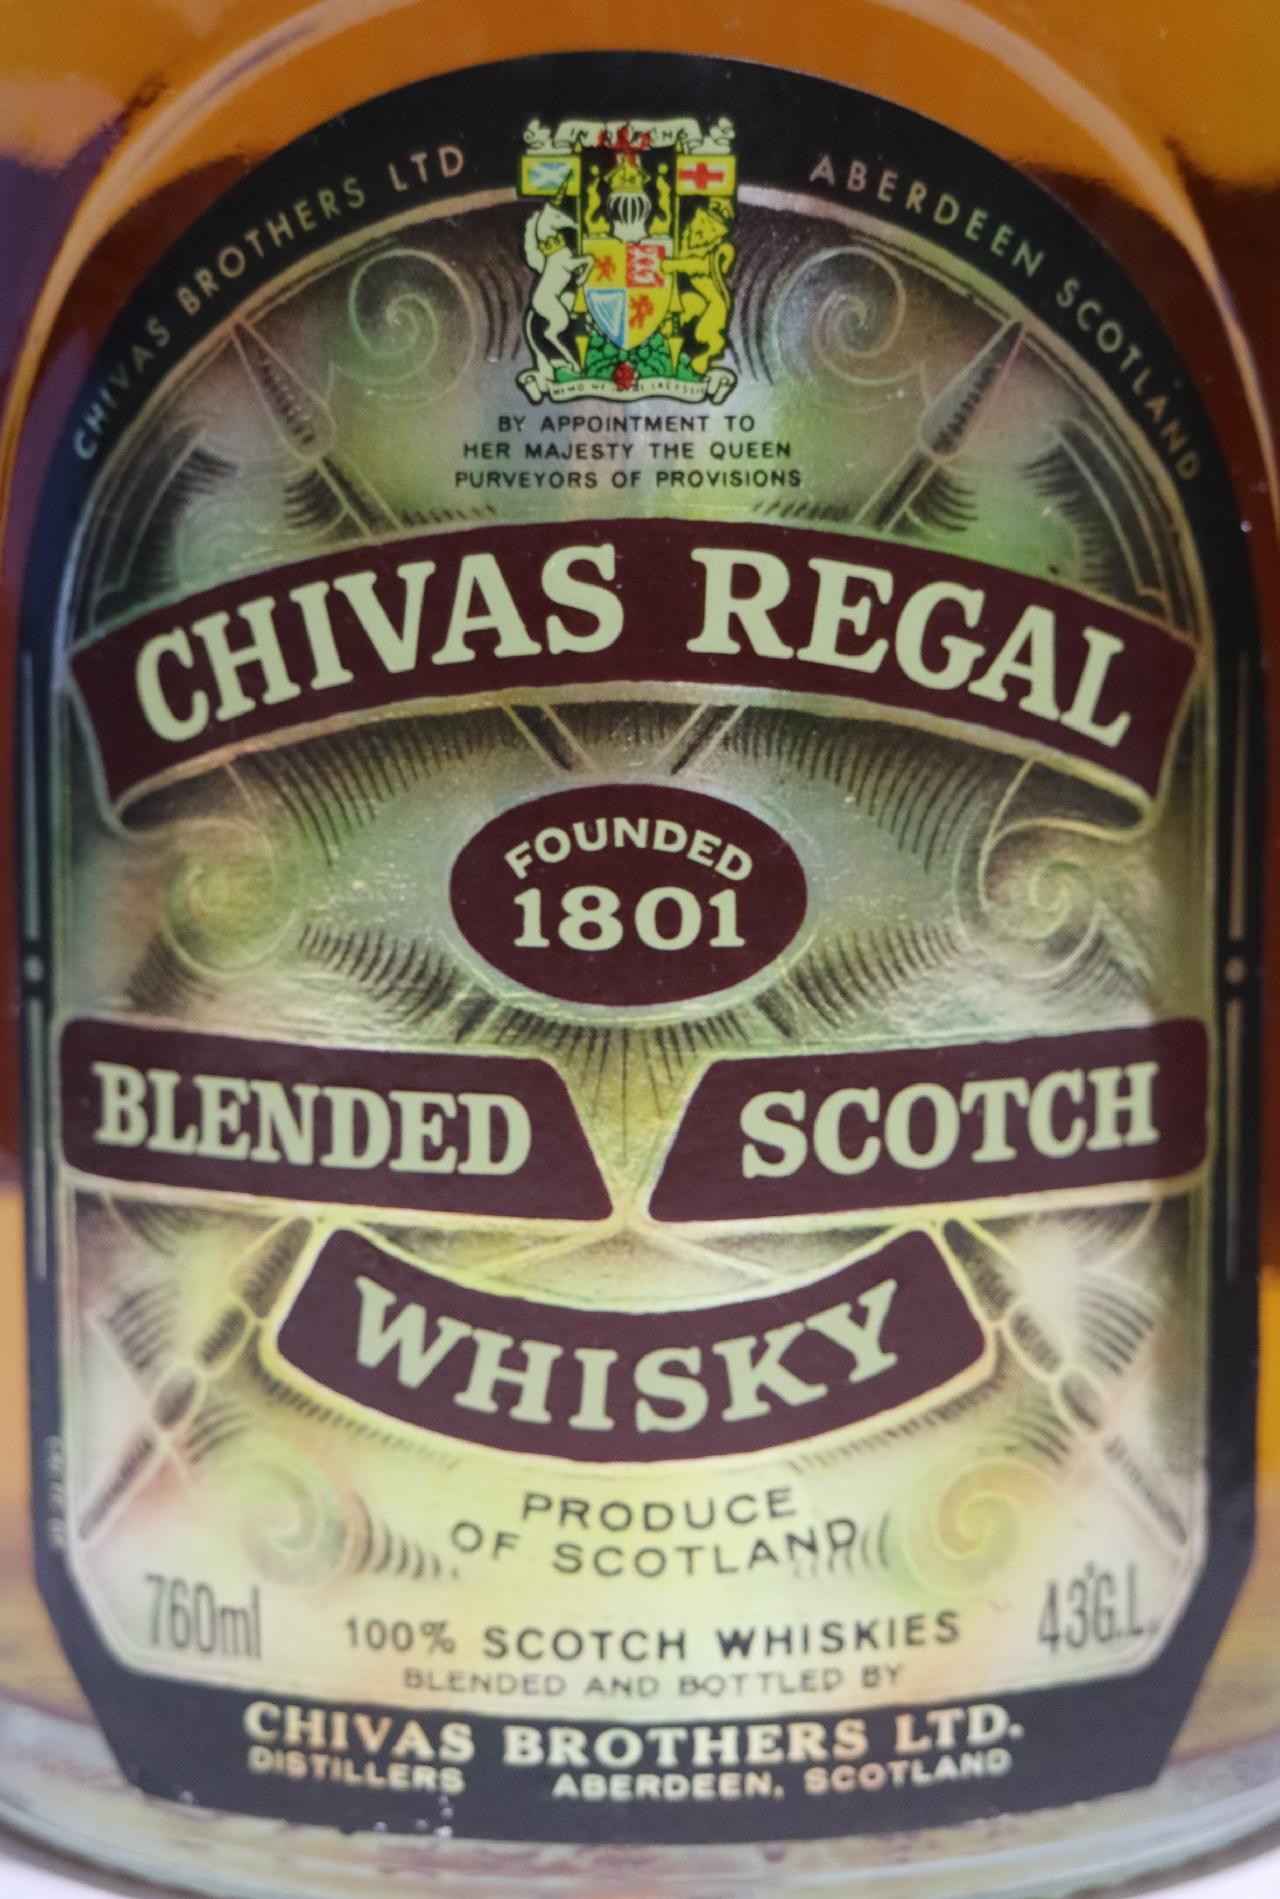 CHIVAS BROTHERS LTD
ABERDEEN SCOTLAND
BY APPOINTMENT TO
HER MAJESTY THE QUEEN
PURVEYORS OF PROVISIONS
CHIVAS REGAL
FOUNDED
1801
BLENDED SCOTCH
WHISKY
PRODUCE
OF SCOTLAND
760ml
43°G.L.
100% SCOTCH WHISKIES
BLENDED AND BOTTLED BY
CHIVAS BROTHERS LTD.
DISTILLERS ABERDEEN, SCOTLAND